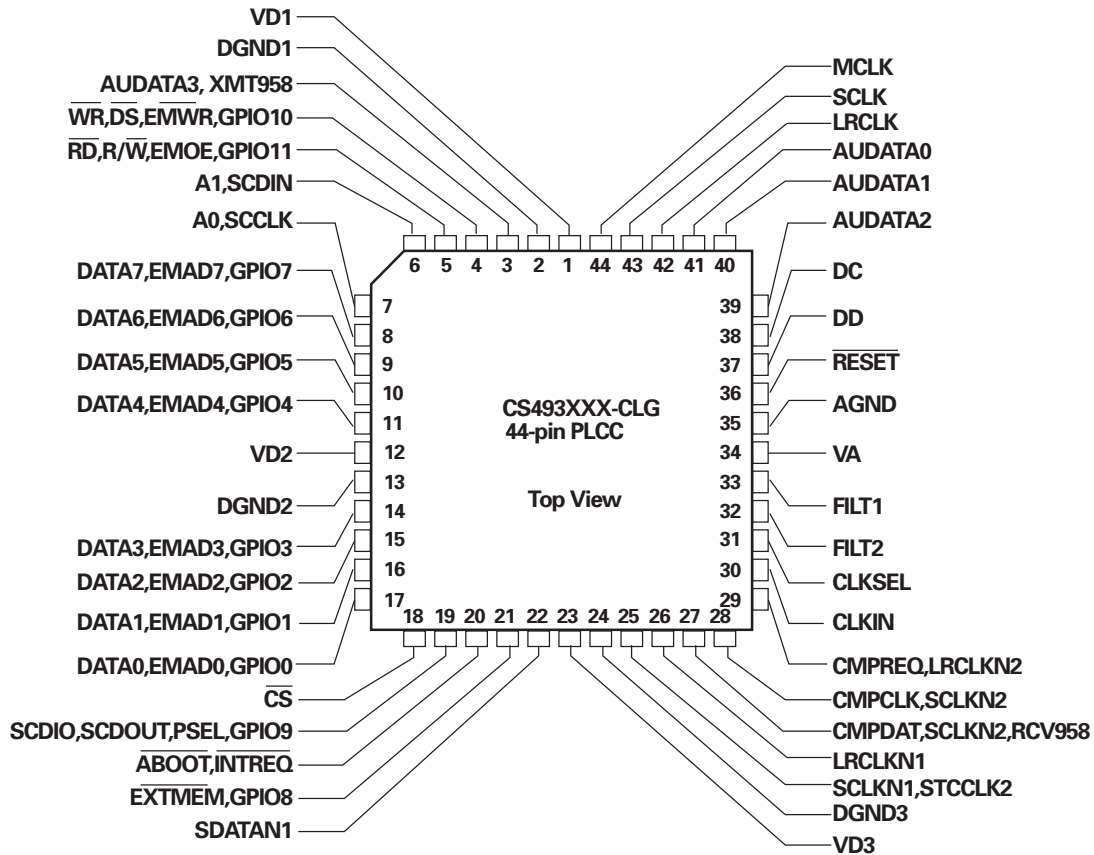 VD1
DGND1
AUDATA3, XMT958
WR,DS,EMWR,GPIO10
RD,R/W,EMOE,GPIO11
A1,SCDIN
A0,SCCLK
DATA7,EMAD7,GPIO7
DATA6,EMAD6,GPIO6
DATA5,EMAD5,GPIO5
DATA4,EMAD4,GPIO4
VD2
DGND2
DATA3,EMAD3,GPIO3
DATA2,EMAD2,GPIO2
DATA1,EMAD1,GPIO1
DATA0,EMAD0,GPIO0
CS
SCDIO,SCDOUT,PSEL,GPIO9
ABOOT,INTREQ
EXTMEM,GPIO8
SDATAN1
MCLK
SCLK
LRCLK
AUDATA0
AUDATA1
AUDATA2
DC
DD
RESET
AGND
VA
FILT1
FILT2
CLKSEL
CLKIN
CMPREQ,LRCLKN2
CMPCLK,SCLKN2
CMPDAT,SCLKN2,RCV958
LRCLKN1
SCLKN1,STCCLK2
DGND3
VD3
6 5 4 3 2 1 44 43 42 41 40
7
8
9
10
11
12
13
14
15
16
17
39
38
37
36
35
34
33
32
31
30
29
18 19 20 21 22 23 24 25 26 27 28
CS493XXX-CLG
44-pin PLCC
Top View